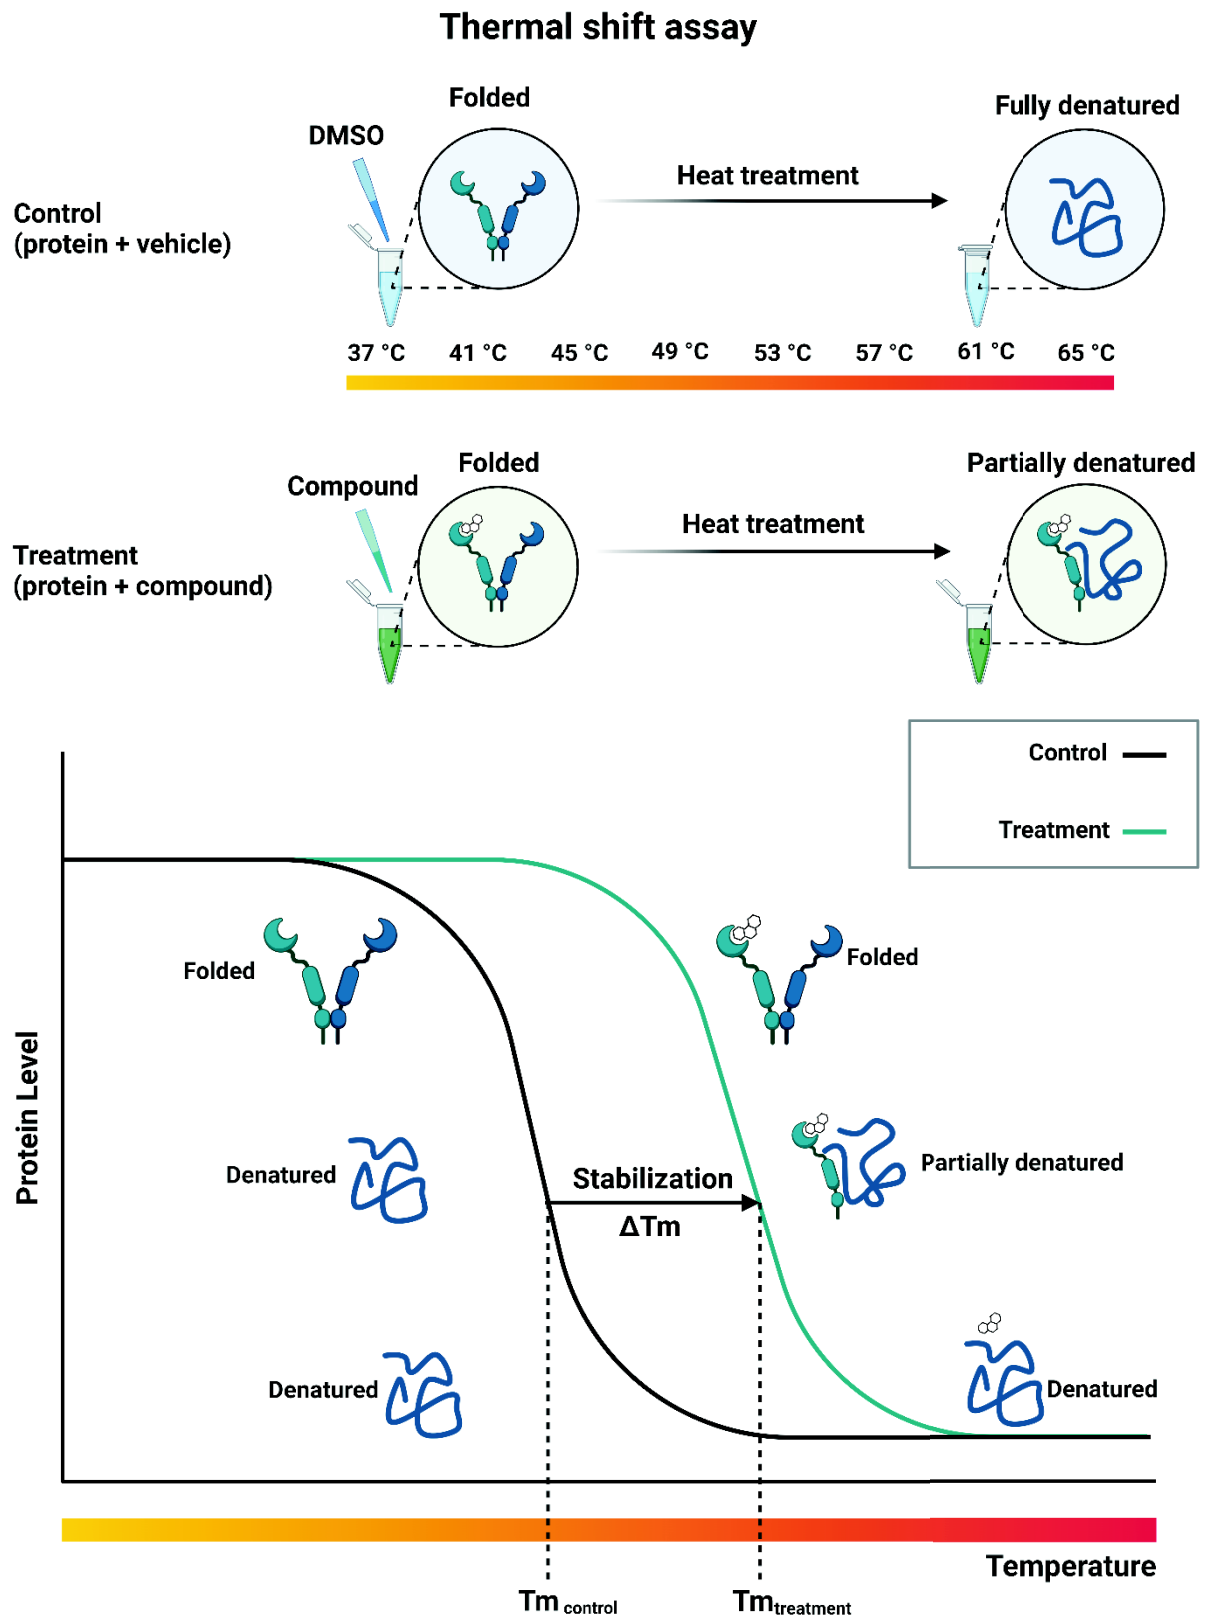 Thermal shift assay
Folded
Fully denatured
DMSO
Heat treatment
Control
(protein + vehicle)
37 °C 41 °C 45 °C 49 °C 53 °C 57 °C 61 °C 65 °C
Folded
Partially denatured
Compound
Heat treatment
Treatment
(protein + compound)
Control
Treatment
Folded
Folded
Protein Level
Denatured
Stabilization
ΔTm
Partially denatured
Denatured
Denatured
Temperature
Tm control
Tm treatment